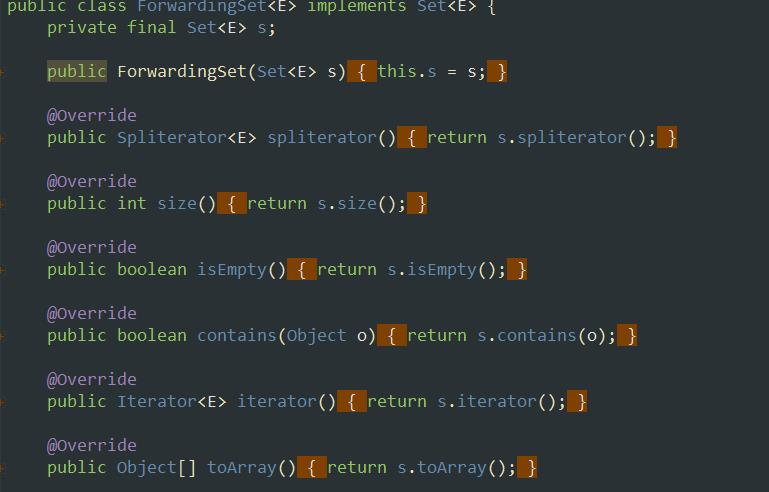 public class ForwardingSet<E> implements Set<E> {
private final Set<E> s;
public ForwardingSet(Set<E> s) { this.s = s; }
@Override
public Spliterator<E> spliterator() { return s.spliterator(); }
@Override
public int size() { return s.size(); }
@Override
public boolean isEmpty() { return s.isEmpty(); }
@Override
public boolean contains(Object o) { return s.contains(o); }
@Override
public Iterator<E> iterator() { return s.iterator(); }
@Override
public Object[] toArray() { return s.toArray(); }